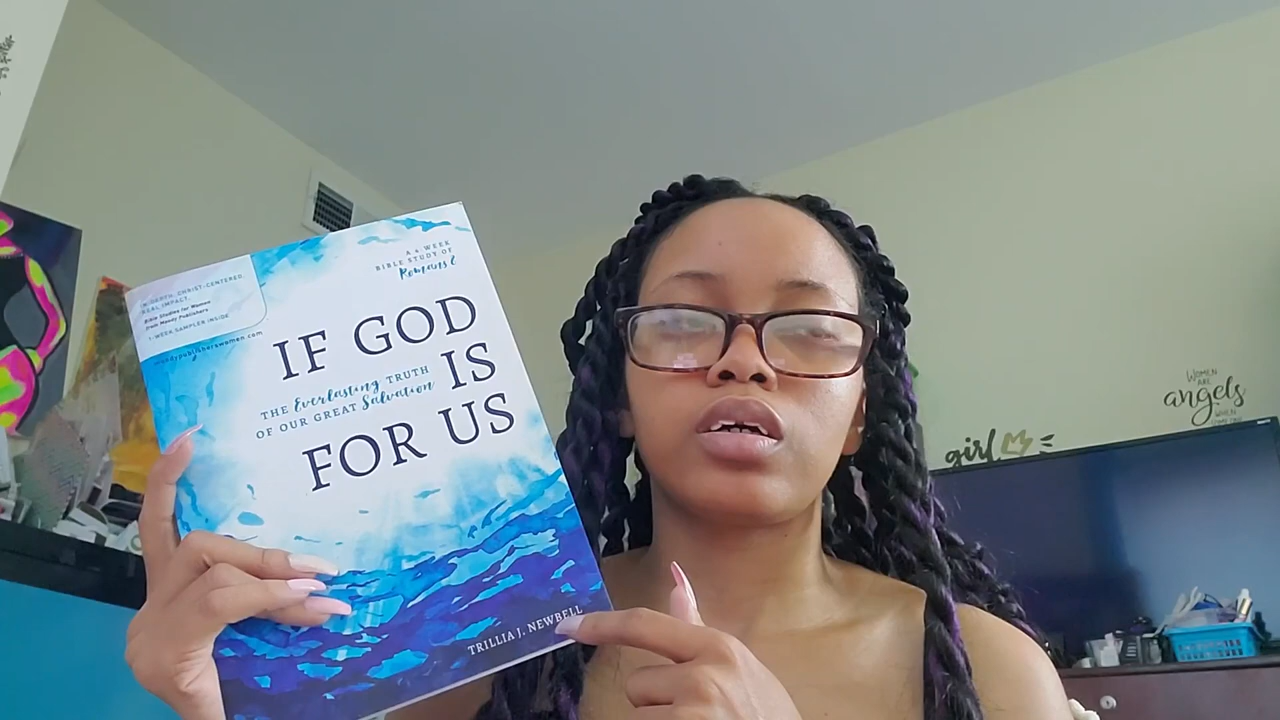 A 6 WEEK
BIBLE STUDY OF
Romans 8
IN-DEPTH. CHRIST-CENTERED.
REAL IMPACT.
Bible Studies for Women
from Moody Publishers
1-WEEK SAMPLER INSIDE
moodypublisherswomen.com
IF GOD
THE Everlasting TRUTH
OF OUR GREAT Salvation
IS
FOR US
TRILLIA J. NEWBELL
WOMEN
ARE
angels
WHEN
girl